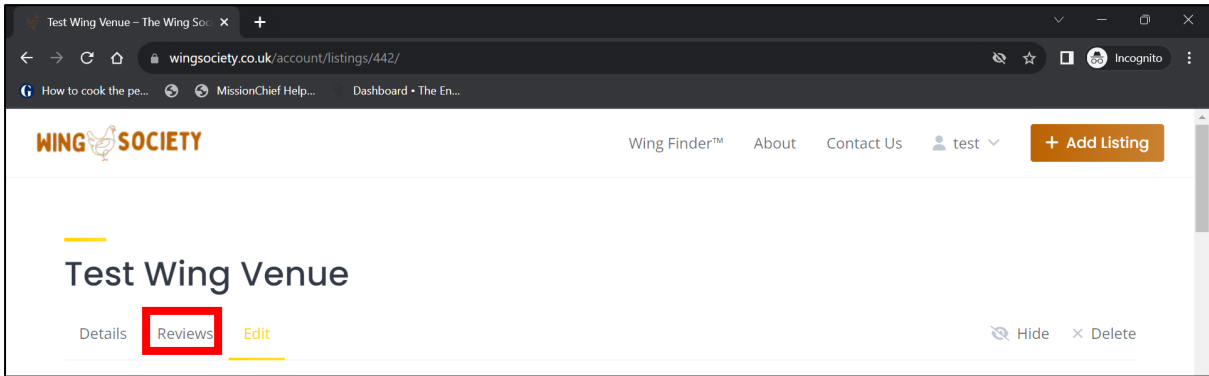 Test Wing Venue – The Wing Soc
wingsociety.co.uk/account/listings/442/
Incognito
G How to cook the pe... MissionChief Help... Dashboard • The En...
WING SOCIETY Wing Finder™ About Contact Us test + Add Listing
Test Wing Venue
Details Reviews Edit Hide × Delete